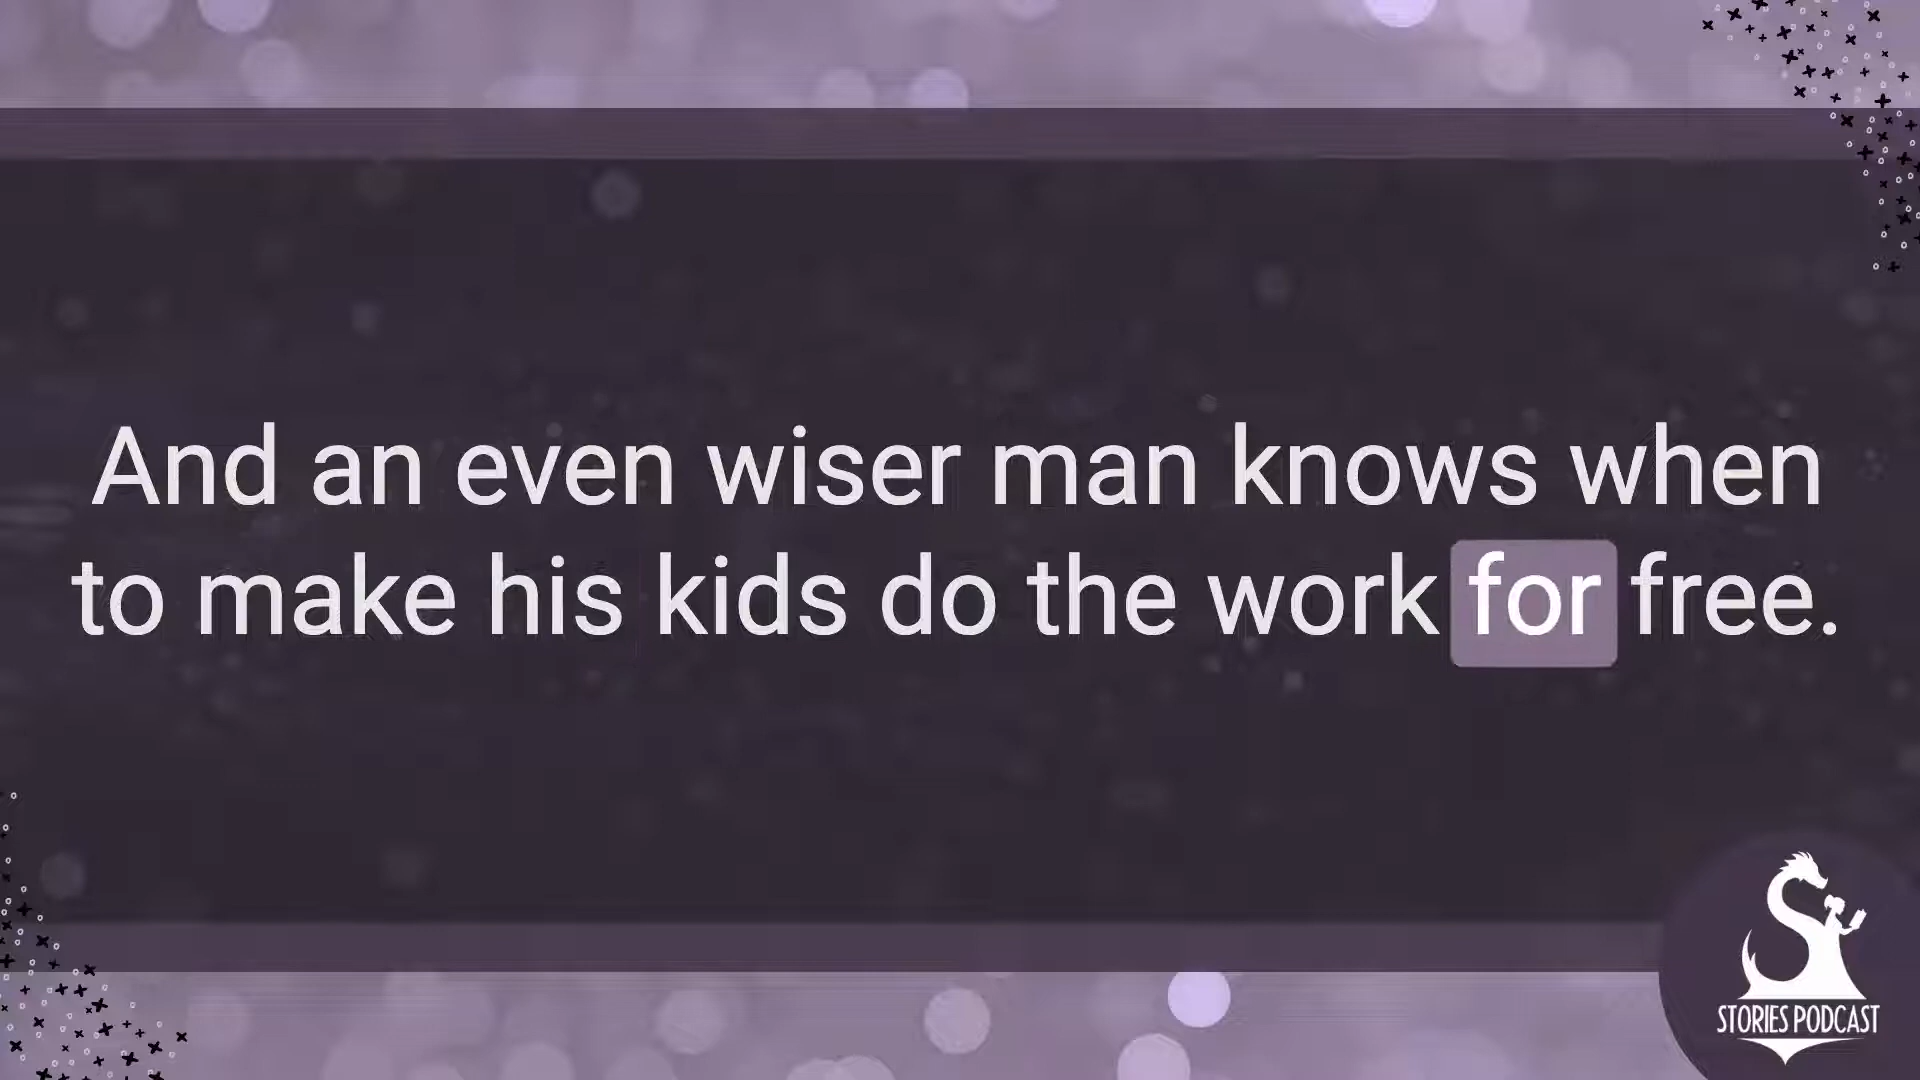 And an even wiser man knows when
to make his kids do the work for free.
STORIES PODCAST